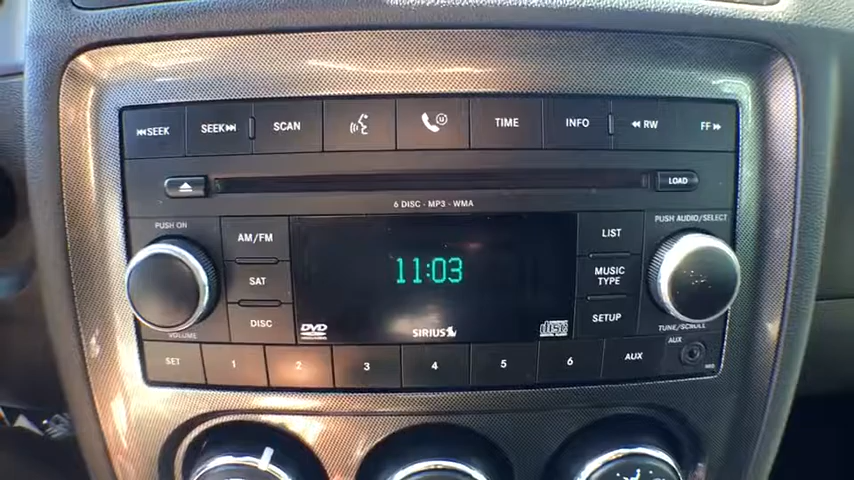 SEEK
SEEK
SCAN
TIME
INFO
RW
FF
LOAD
6 DISC - MP3 - WMA
PUSH ON
PUSH AUDIO/SELECT
AM/FM
SAT
DISC
11:03
LIST
MUSIC
TYPE
SETUP
DVD
SIRIUS
disc
VOLUME
TUNE/SCROLL
SET
1
2
3
4
5
6
AUX
AUX